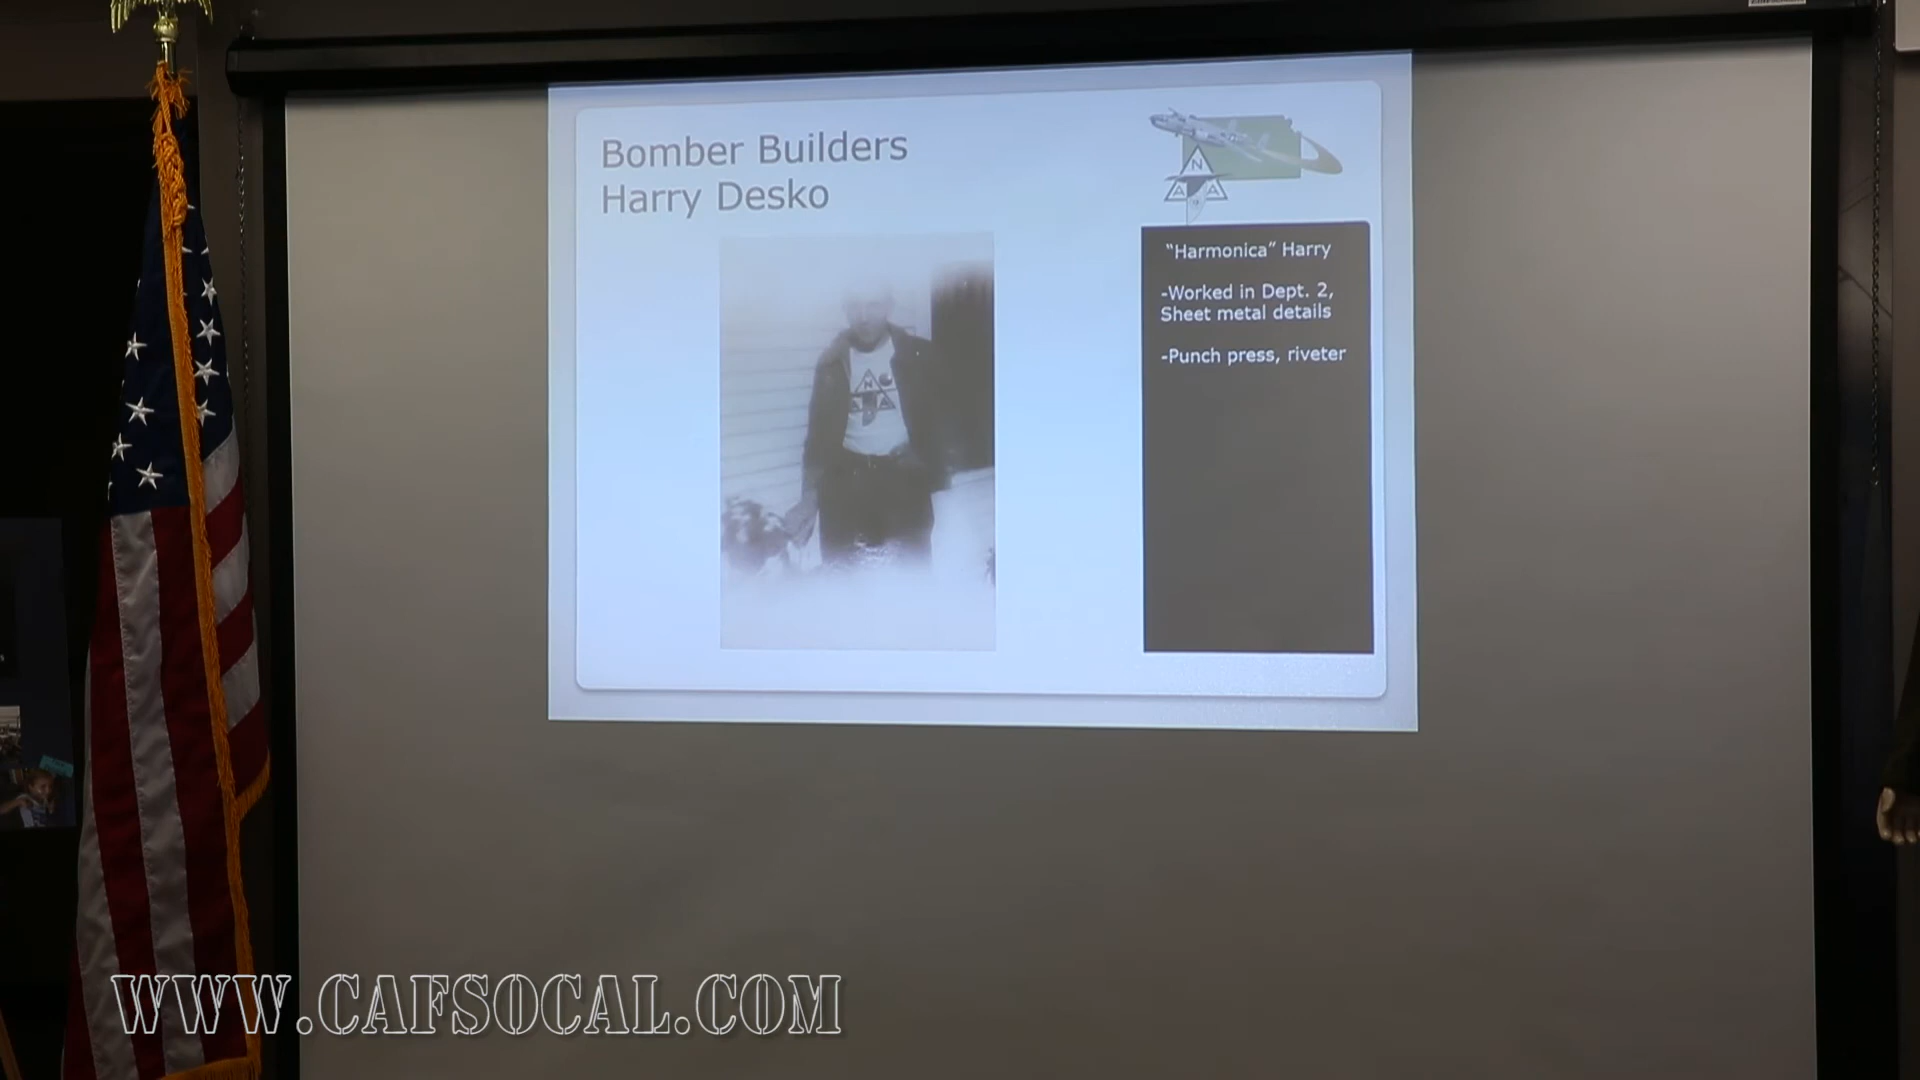 Bomber Builders
Harry Desko
N
A A
"Harmonica" Harry
-Worked in Dept. 2,
Sheet metal details
-Punch press, riveter
N
WWW.CAFSOCAL.COM